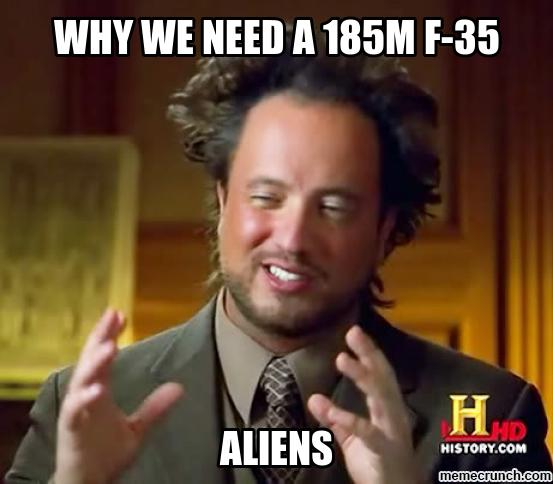 WHY WE NEED A 185M F-35
ALIENS
H HD
HISTORY.COM
memecrunch.com